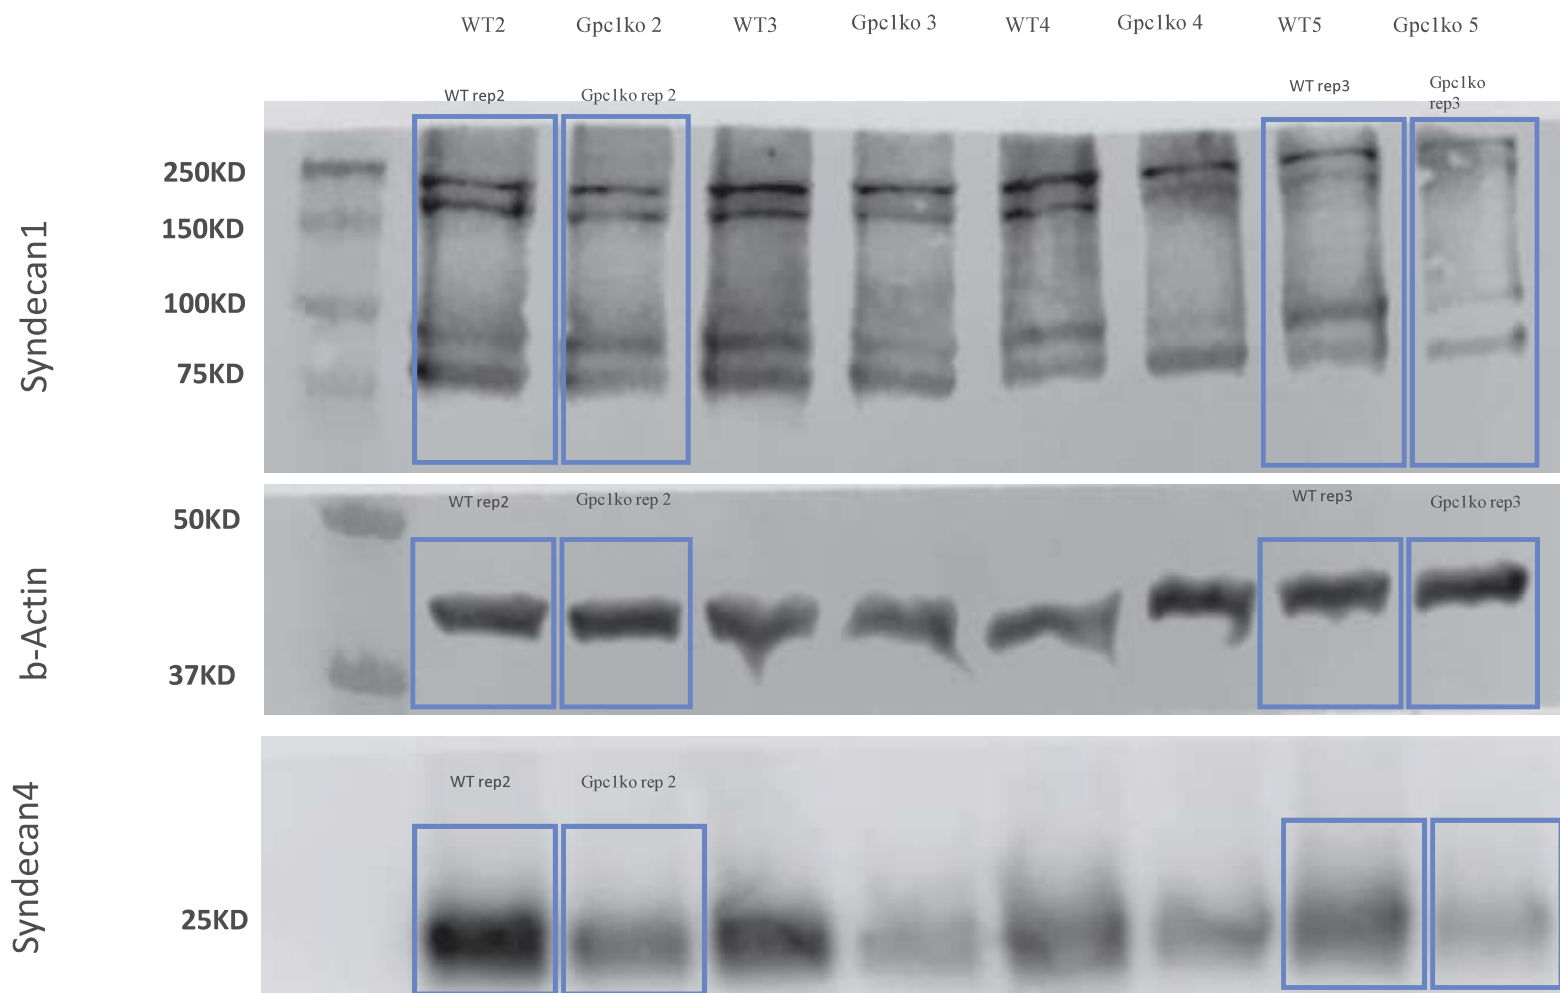 WT2 Gpc1ko 2 WT3 Gpc1ko 3 WT4 Gpc1ko 4 WT5 Gpc1ko 5
WT rep2 Gpc1ko rep 2 WT rep3 Gpc1ko
rep3
Syndecan1
250KD
150KD
100KD
75KD
WT rep2 Gpc1ko rep 2 WT rep3 Gpc1ko rep3
b-Actin
50KD
37KD
WT rep2 Gpc1ko rep 2
Syndecan4
25KD